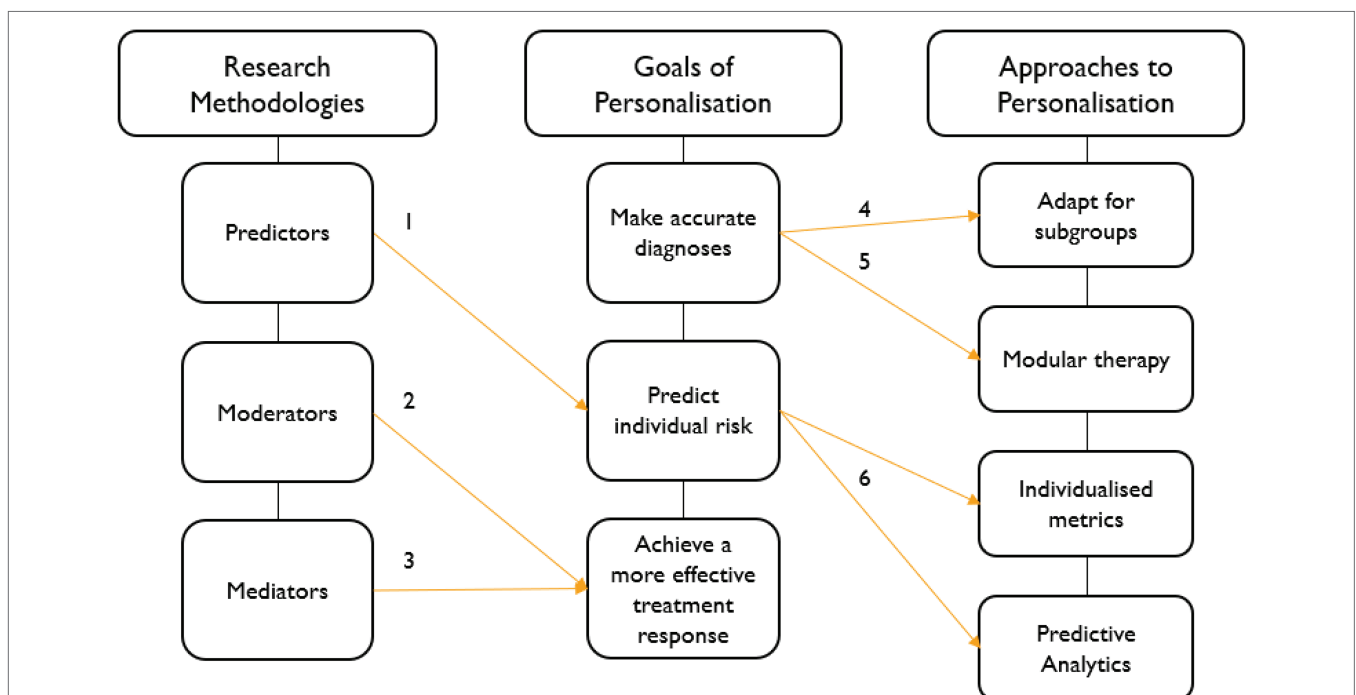 Research
Methodologies
Goals of
Personalisation
Approaches to
Personalisation
Predictors
1
Make accurate
diagnoses
4
5
Adapt for
subgroups
Modular therapy
Moderators
2
Predict
individual risk
6
Individualised
metrics
Mediators
3
Achieve a
more effective
treatment
response
Predictive
Analytics